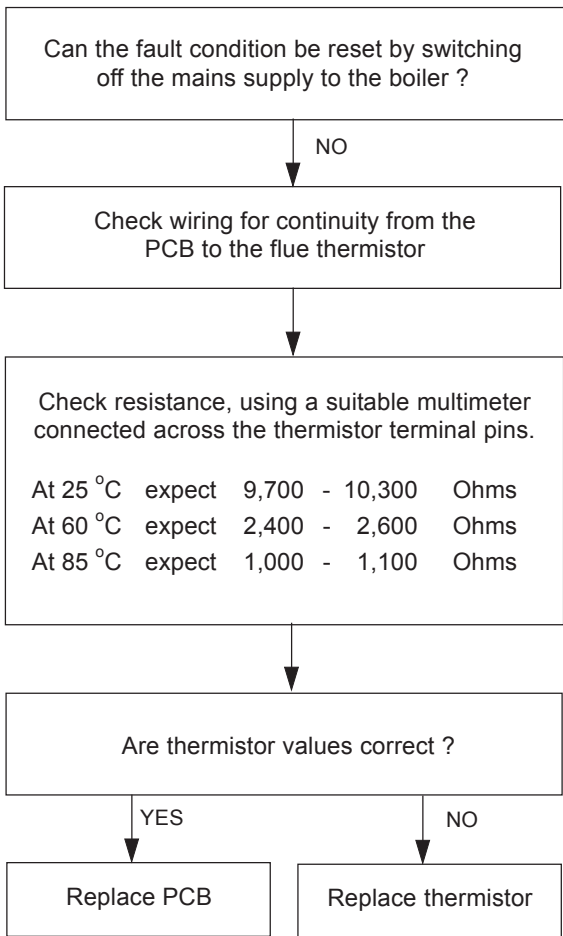 Can the fault condition be reset by switching
off the mains supply to the boiler ?
NO
Check wiring for continuity from the
PCB to the flue thermistor
Check resistance, using a suitable multimeter
connected across the thermistor terminal pins.
At 25 °C expect 9,700 - 10,300 Ohms
At 60 °C expect 2,400 - 2,600 Ohms
At 85 °C expect 1,000 - 1,100 Ohms
Are thermistor values correct ?
YES
NO
Replace PCB
Replace thermistor